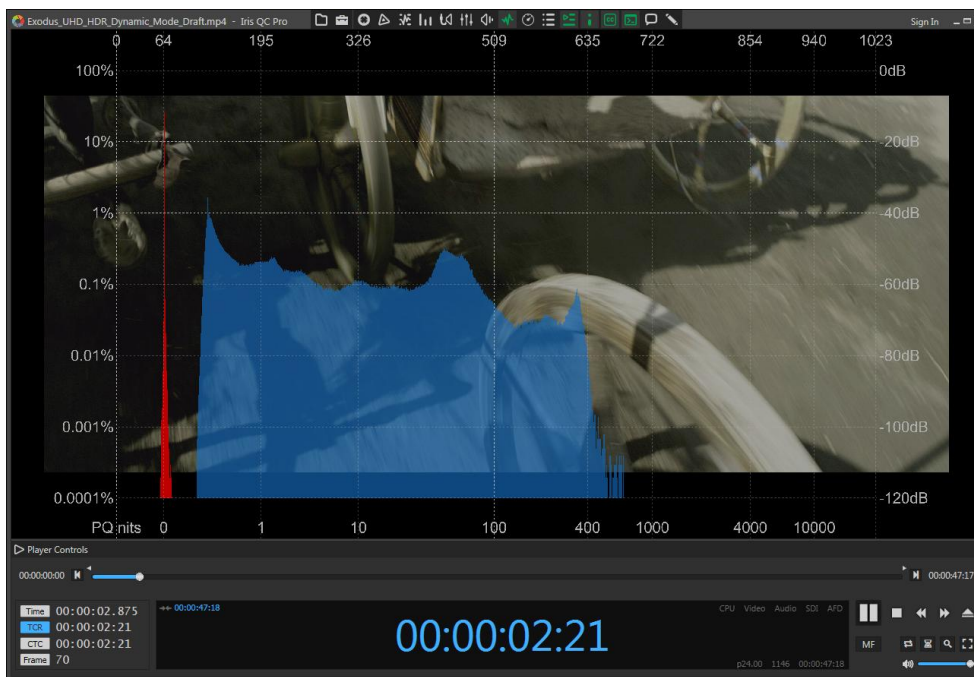 Exodus_UHD_HDR_Dynamic_Mode_Draft.mp4 - Iris QC Pro
Sign In
0 64 195 326 509 635 722 854 940 1023
100% 0dB
10% -20dB
1% -40dB
0.1% -60dB
0.01% -80dB
0.001% -100dB
0.0001% -120dB
PQ nits 0 1 10 100 400 1000 4000 10000
Player Controls
00:00:00:00 00:00:47:17
Time 00:00:02.875
TCR 00:00:02:21
CTC 00:00:02:21
Frame 70
00:00:47:18
CPU Video Audio SDI AFD
00:00:02:21
p24.00 1146 00:00:47:18
MF